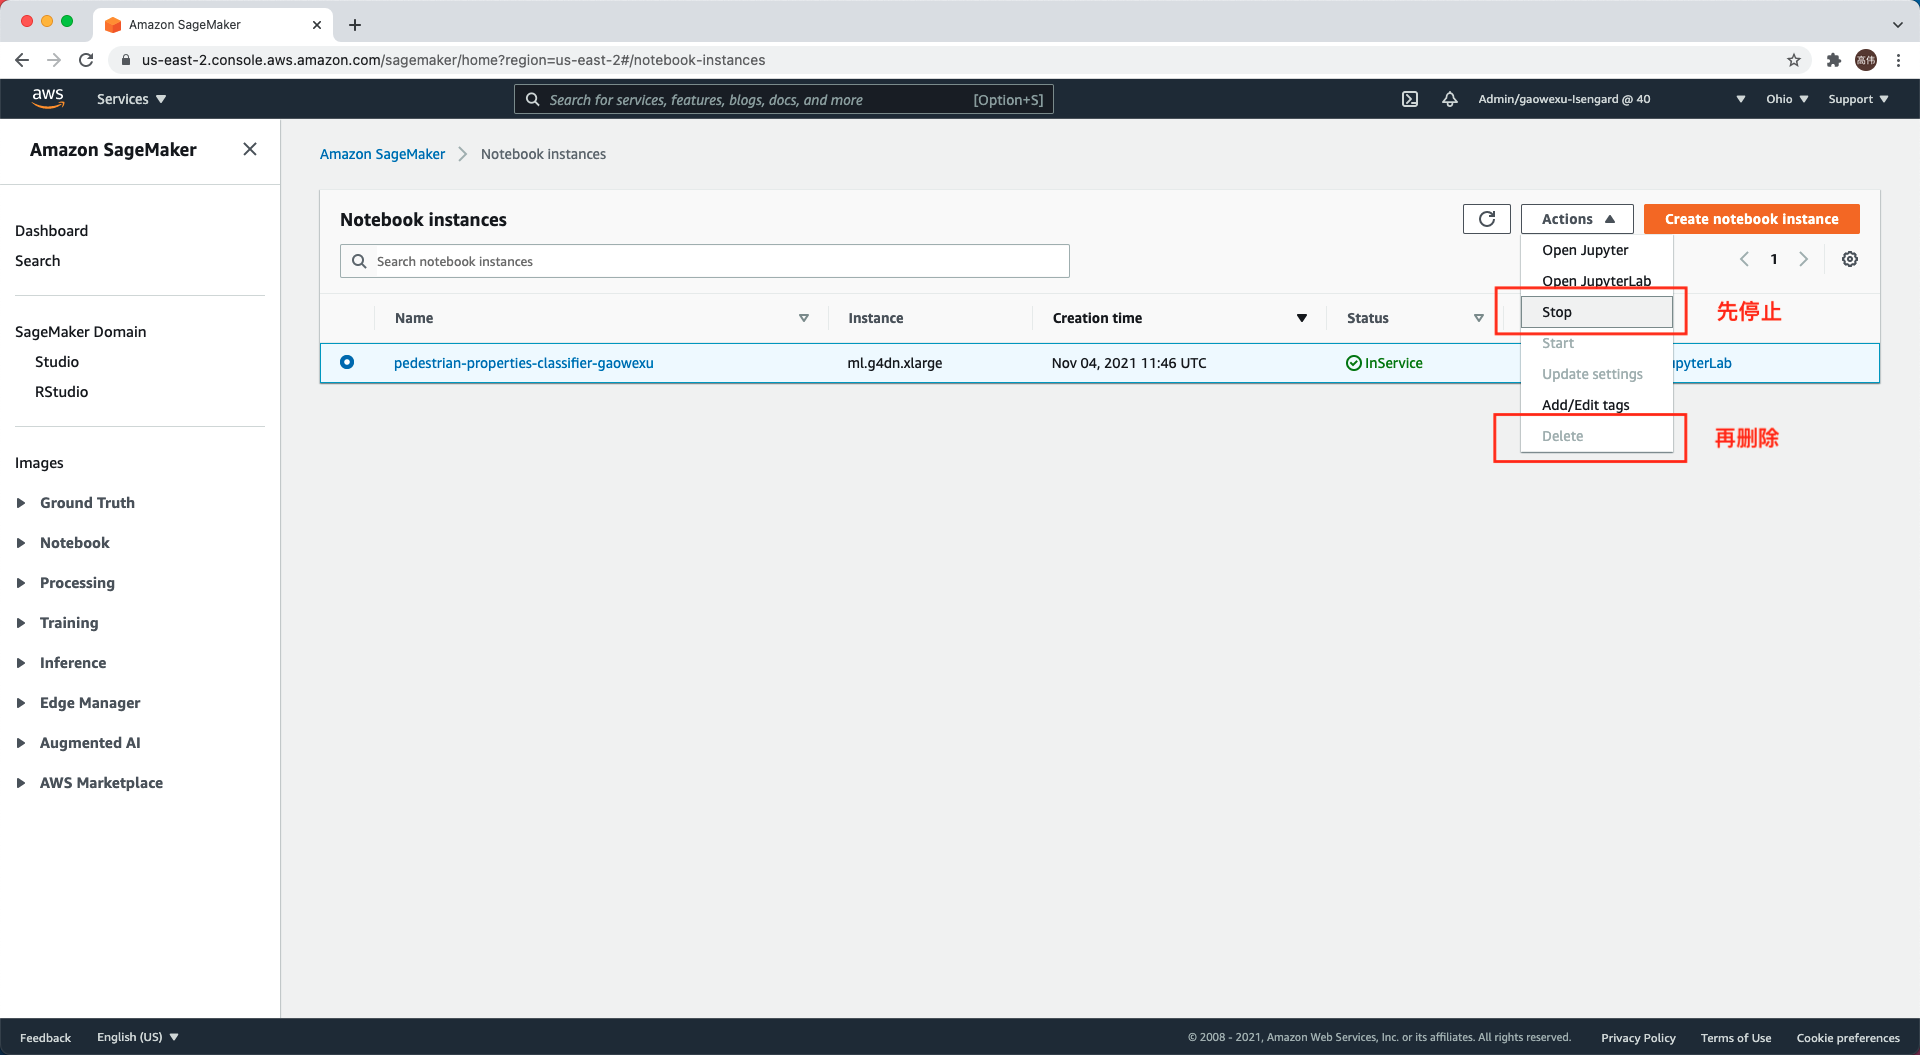 Amazon SageMaker
us-east-2.console.aws.amazon.com/sagemaker/home?region=us-east-2#/notebook-instances
高伟
aws
Services
Search for services, features, blogs, docs, and more
[Option+S]
Admin/gaowexu-Isengard @ 40
Ohio
Support
Amazon SageMaker
Amazon SageMaker
Notebook instances
Dashboard
Search
SageMaker Domain
Studio
RStudio
Images
Ground Truth
Notebook
Processing
Training
Inference
Edge Manager
Augmented AI
AWS Marketplace
Notebook instances
Actions
Create notebook instance
Search notebook instances
1
Name
Instance
Creation time
Status
pedestrian-properties-classifier-gaowexu
ml.g4dn.xlarge
Nov 04, 2021 11:46 UTC
InService
upyterLab
Open Jupyter
Open JupyterLab
Stop
先停止
Start
Update settings
Add/Edit tags
Delete
再删除
Feedback
English (US)
© 2008 - 2021, Amazon Web Services, Inc. or its affiliates. All rights reserved.
Privacy Policy
Terms of Use
Cookie preferences